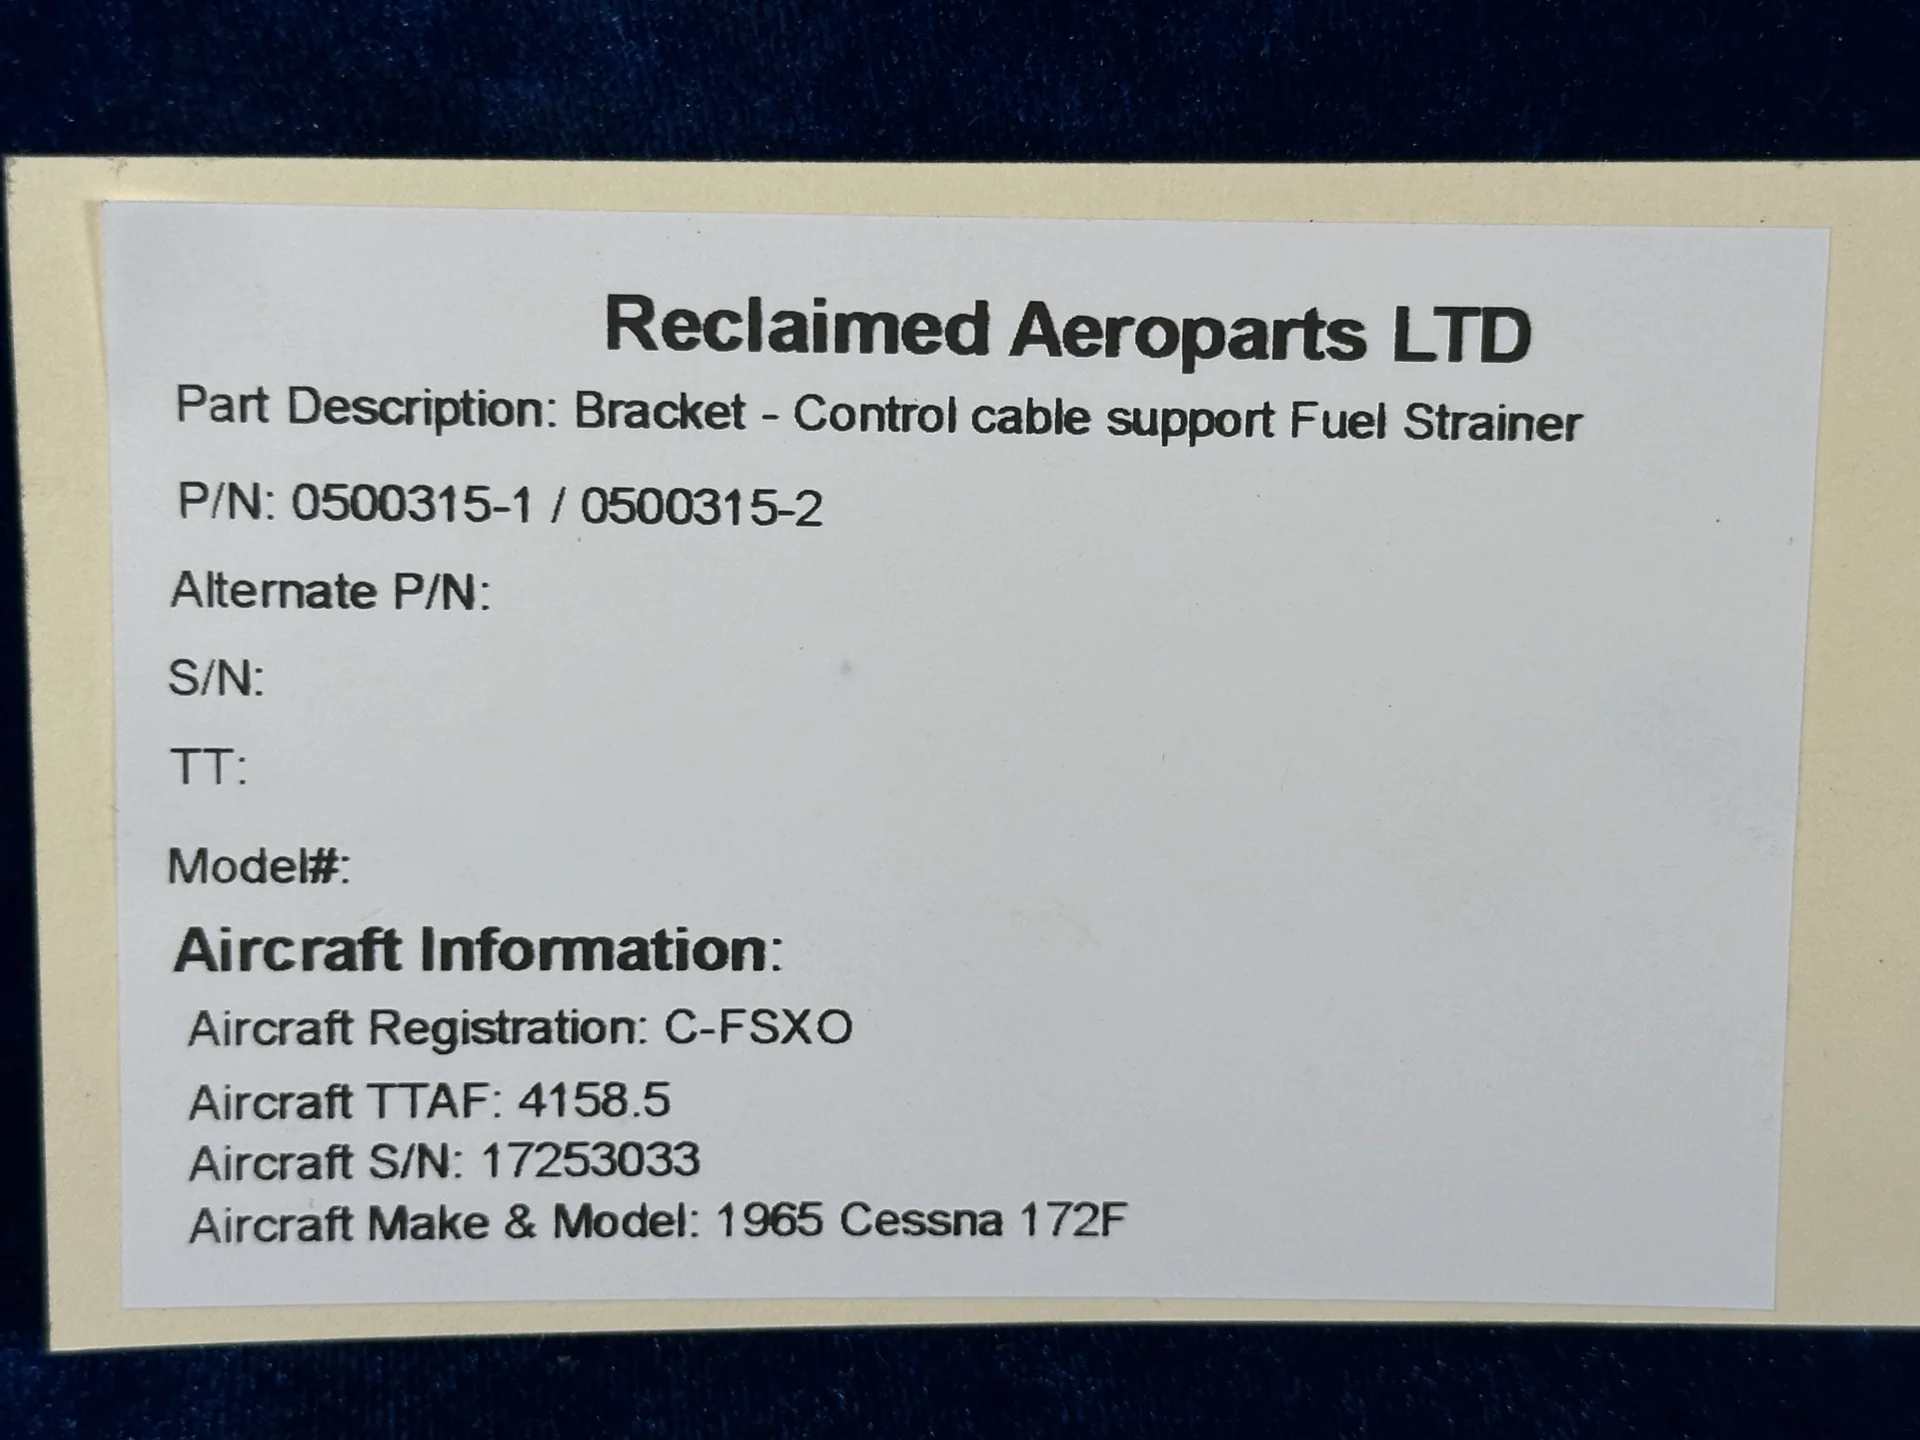 Reclaimed Aeroparts LTD
Part Description: Bracket - Control cable support Fuel Strainer
P/N: 0500315-1 / 0500315-2
Alternate P/N:
S/N:
TT:
Model#:
Aircraft Information:
Aircraft Registration: C-FSXO
Aircraft TTAF: 4158.5
Aircraft S/N: 17253033
Aircraft Make & Model: 1965 Cessna 172F